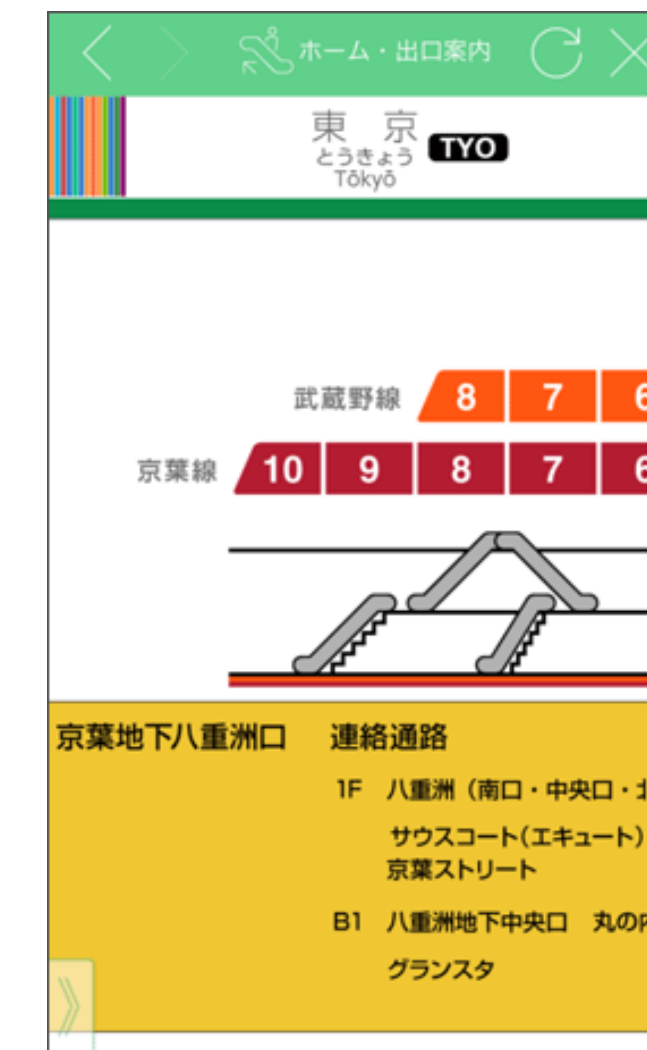 ホーム・出口案内
東京
とうきょう
TYO
Tōkyō
武蔵野線 8 7 6
京葉線 10 9 8 7 6
京葉地下八重洲口 連絡通路
1F 八重洲（南口・中央口・北
サウスコート(エキュート)
京葉ストリート
B1 八重洲地下中央口 丸の内
グランスタ